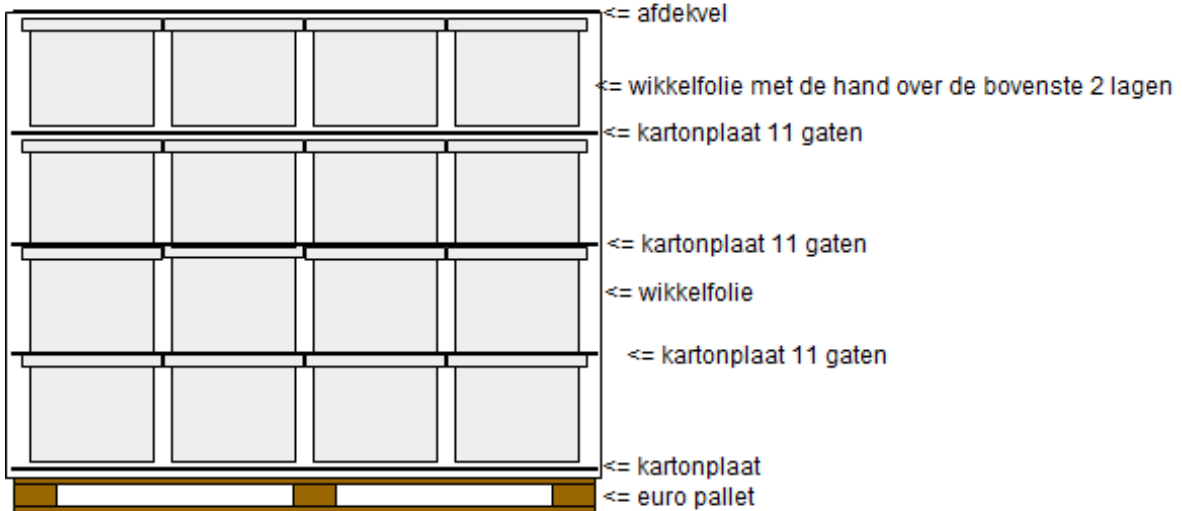 <= afdekvel
<= wikkelfolie met de hand over de bovenste 2 lagen
<= kartonplaat 11 gaten
<= kartonplaat 11 gaten
<= wikkelfolie
<= kartonplaat 11 gaten
<= kartonplaat
<= euro pallet